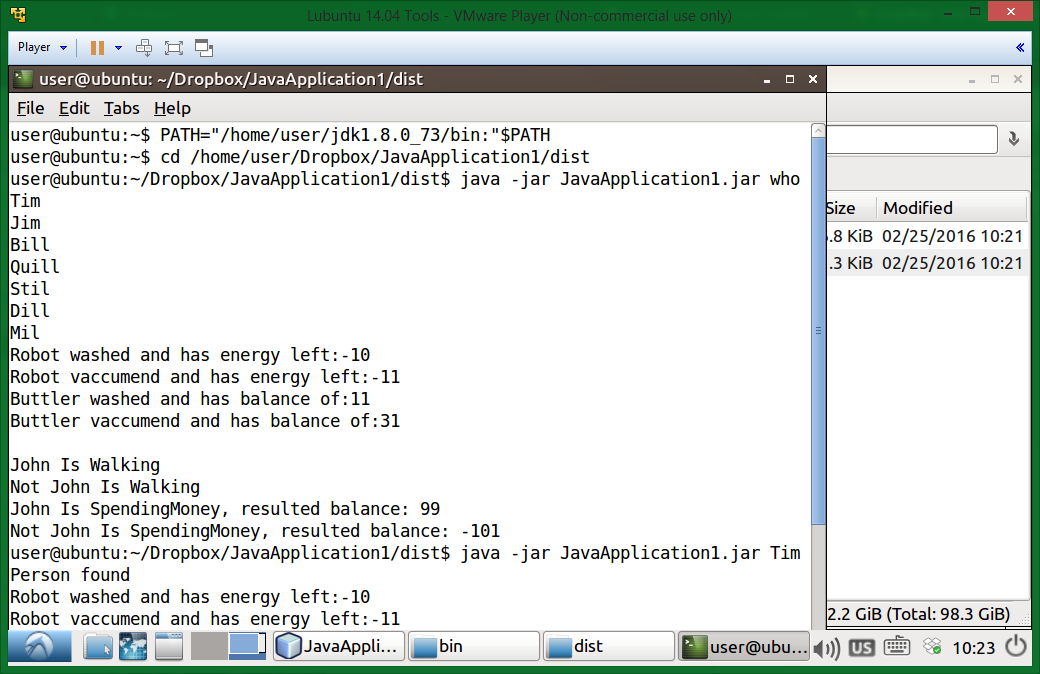 Lubuntu 14.04 Tools - VMware Player (Non-commercial use only)
Player
user@ubuntu: ~/Dropbox/JavaApplication1/dist
File Edit Tabs Help
user@ubuntu:~$ PATH="/home/user/jdk1.8.0_73/bin:"$PATH
user@ubuntu:~$ cd /home/user/Dropbox/JavaApplication1/dist
user@ubuntu:~/Dropbox/JavaApplication1/dist$ java -jar JavaApplication1.jar who
Tim
Jim
Bill
Quill
Stil
Dill
Mil
Robot washed and has energy left:-10
Robot vaccumend and has energy left:-11
Buttler washed and has balance of:11
Buttler vaccumend and has balance of:31
John Is Walking
Not John Is Walking
John Is SpendingMoney, resulted balance: 99
Not John Is SpendingMoney, resulted balance: -101
user@ubuntu:~/Dropbox/JavaApplication1/dist$ java -jar JavaApplication1.jar Tim
Person found
Robot washed and has energy left:-10
Robot vaccumend and has energy left:-11
Size Modified
.8 KiB 02/25/2016 10:21
.3 KiB 02/25/2016 10:21
2.2 GiB (Total: 98.3 GiB)
JavaAppli... bin dist user@ubu... US 10:23